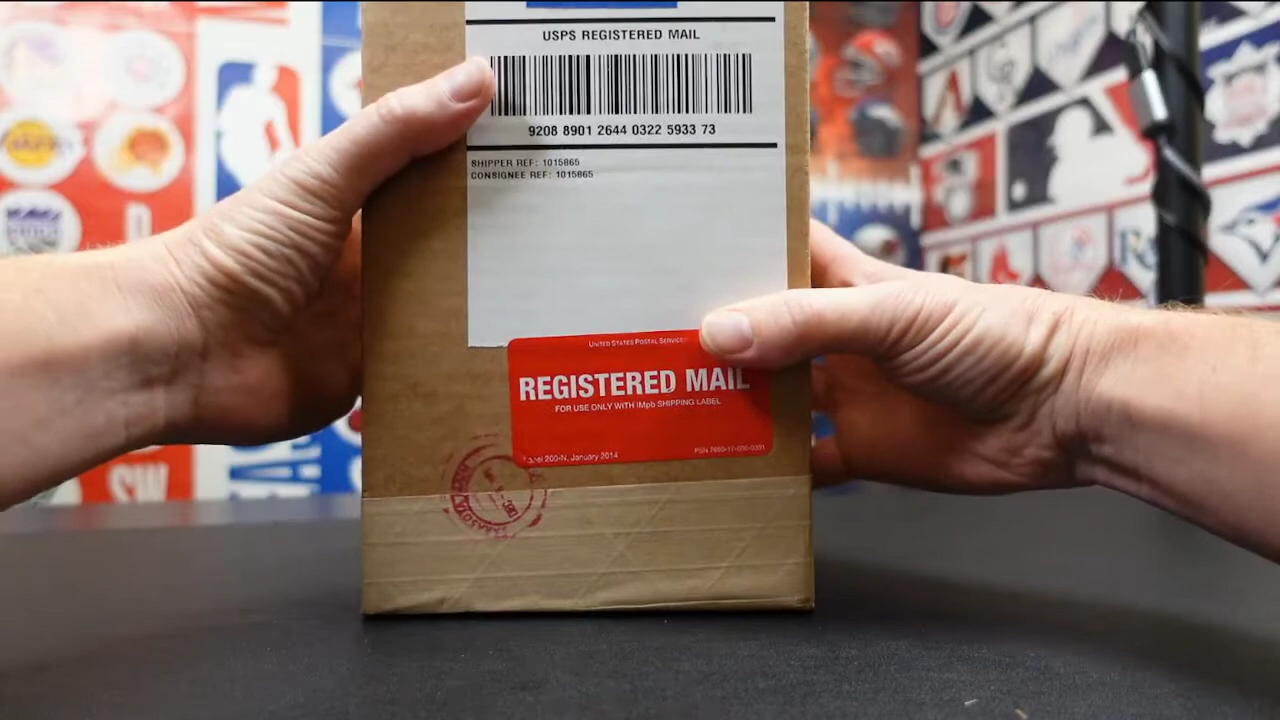 USPS REGISTERED MAIL
9208 8901 2644 0322 5933 73
SHIPPER REF: 1015865
CONSIGNEE REF: 1015865
UNITED STATES POSTAL SERVICE
REGISTERED MAIL
FOR USE ONLY WITH IMpb SHIPPING LABEL
Label 200-N, January 2014